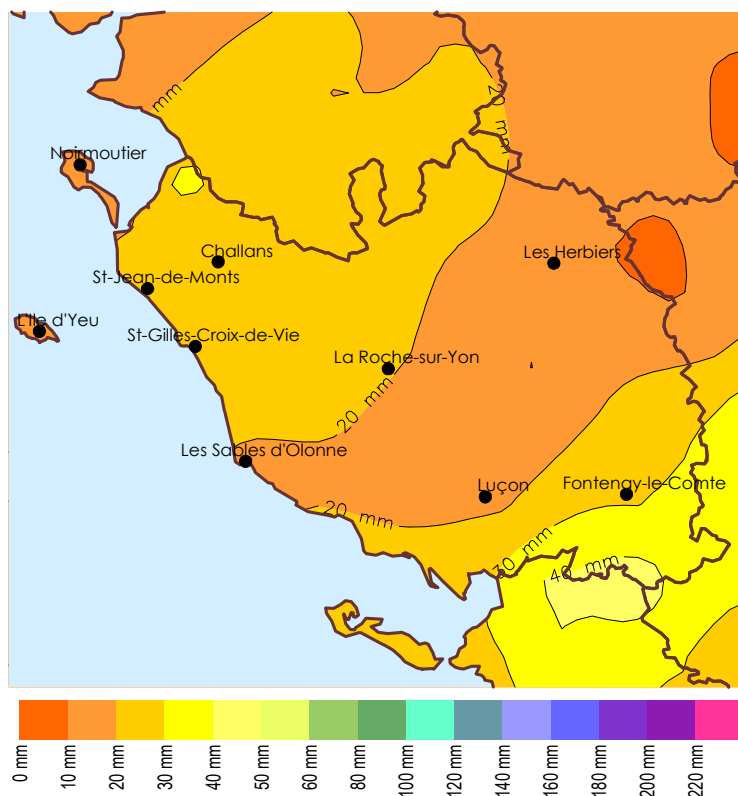 mm
20 mm
Noirmoutier
Challans
Les Herbiers
St-Jean-de-Monts
L'Ile d'Yeu
St-Gilles-Croix-de-Vie
La Roche-sur-Yon
20 mm
Les Sables d'Olonne
Luçon
Fontenay-le-Comte
20 mm
30 mm
40 mm
0 mm
10 mm
20 mm
30 mm
40 mm
50 mm
60 mm
80 mm
100 mm
120 mm
140 mm
160 mm
180 mm
200 mm
220 mm